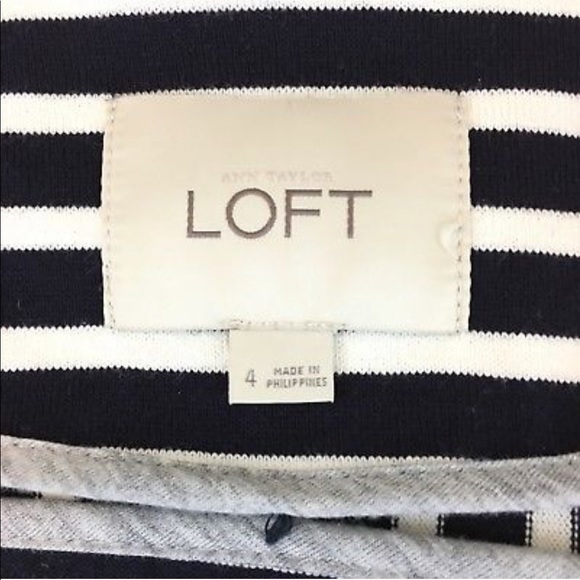 ANN TAYLOR
LOFT
4
MADE IN
PHILIPPINES